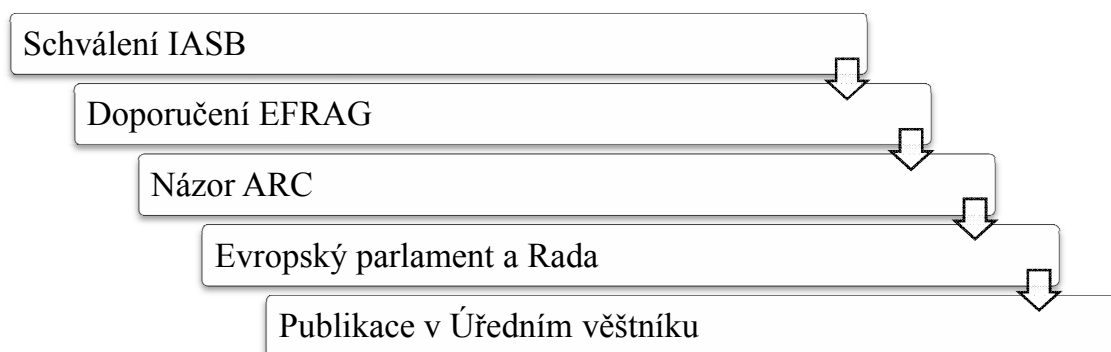 Schválení IASB
Doporučení EFRAG
Názor ARC
Evropský parlament a Rada
Publikace v Úředním věštníku